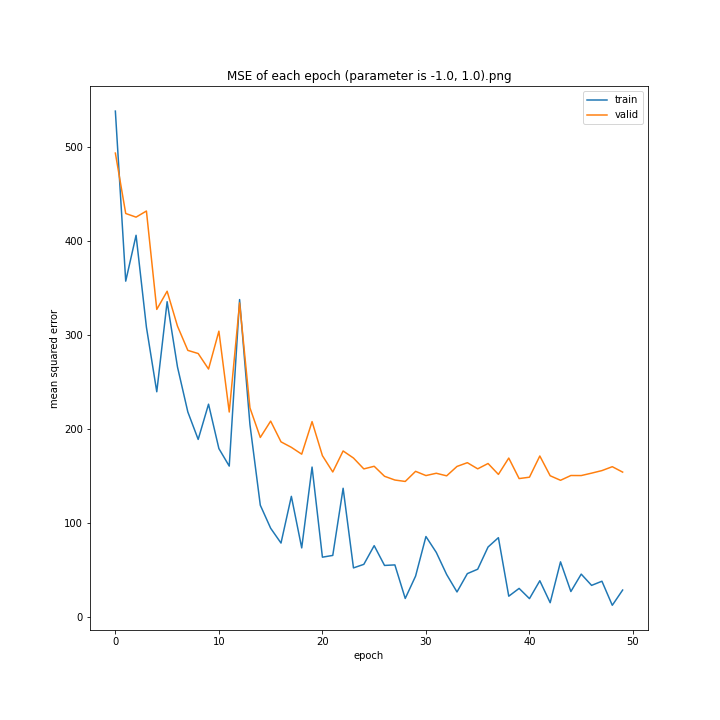 MSE of each epoch (parameter is -1.0, 1.0).png
train
valid
mean squared error
500
400
300
200
100
0
0 10 20 30 40 50
epoch